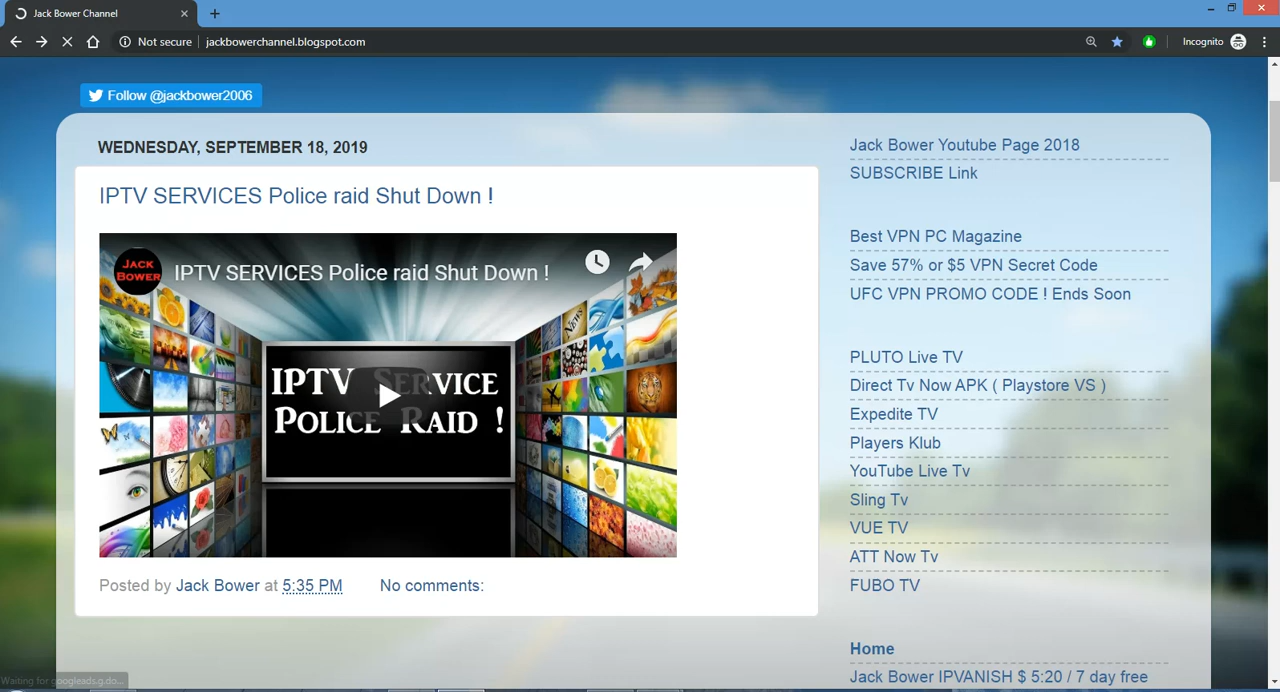 Jack Bower Channel
Not secure
jackbowerchannel.blogspot.com
Incognito
Follow @jackbower2006
WEDNESDAY, SEPTEMBER 18, 2019
IPTV SERVICES Police raid Shut Down !
JACK
BOWER
IPTV SERVICES Police raid Shut Down !
News
IPTV SERVICE
POLICE RAID !
Posted by Jack Bower at 5:35 PM
No comments:
Jack Bower Youtube Page 2018
SUBSCRIBE Link
Best VPN PC Magazine
Save 57% or $5 VPN Secret Code
UFC VPN PROMO CODE ! Ends Soon
PLUTO Live TV
Direct Tv Now APK ( Playstore VS )
Expedite TV
Players Klub
YouTube Live Tv
Sling Tv
VUE TV
ATT Now Tv
FUBO TV
Home
Jack Bower IPVANISH $ 5:20 / 7 day free
Waiting for googleads.g.do...